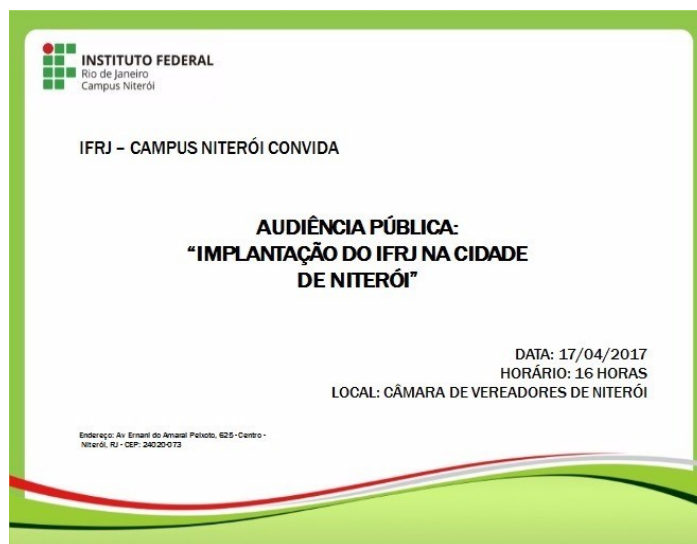 INSTITUTO FEDERAL
Rio de Janeiro
Campus Niterói
IFRJ – CAMPUS NITERÓI CONVIDA
AUDIÊNCIA PÚBLICA:
“IMPLANTAÇÃO DO IFRJ NA CIDADE
DE NITERÓI”
DATA: 17/04/2017
HORÁRIO: 16 HORAS
LOCAL: CÂMARA DE VEREADORES DE NITERÓI
Endereço: Av Ernani do Amaral Peixoto, 625 - Centro -
Niterói, RJ - CEP: 24020-073